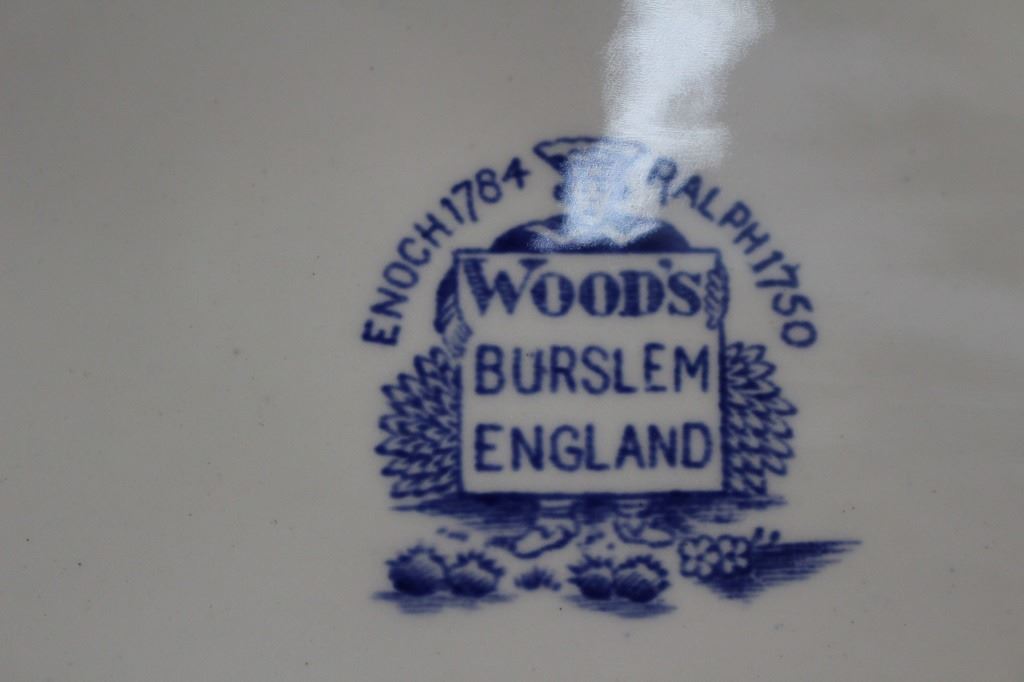 ENOCH 1784
RALPH 1750
WOOD'S
BURSLEM
ENGLAND